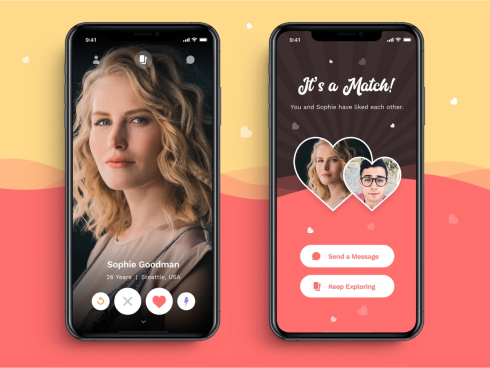 9:41
Sophie Goodman
26 Years | Steattle, USA
9:41
It's a Match!
You and Sophie have liked each other.
Send a Message
Keep Exploring